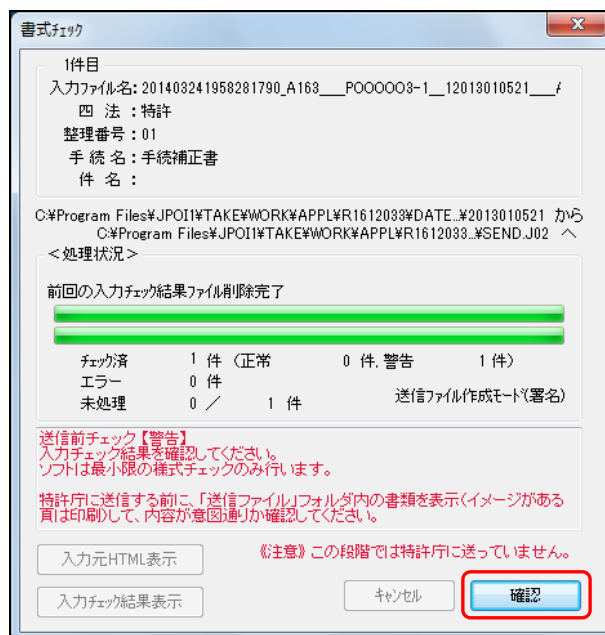 書式チェック
1件目
入力ファイル名: 201403241958281790_A163___POOOOO3-1__12013010521___/
四 法 : 特許
整理番号 : 01
手 続 名 : 手続補正書
件 名 :
C:¥Program Files¥JPOI1¥TAKE¥WORK¥APPL¥R1612033¥DATE...¥2013010521 から
C:¥Program Files¥JPOI1¥TAKE¥WORK¥APPL¥R1612033...¥SEND.J02 へ
<処理状況>
前回の入力チェック結果ファイル削除完了
チェック済 1 件 (正常 0 件, 警告 1 件)
エラー 0 件
未処理 0 / 1 件 送信ファイル作成モード(署名)
送信前チェック【警告】
入力チェック結果を確認してください。
ソフトは最小限の様式チェックのみ行います。
特許庁に送信する前に、「送信ファイル」フォルダ内の書類を表示(イメージがある
頁は印刷)して、内容が意図通りか確認してください。
入力元HTML表示 《注意》この段階では特許庁に送っていません。
入力チェック結果表示 キャンセル 確認